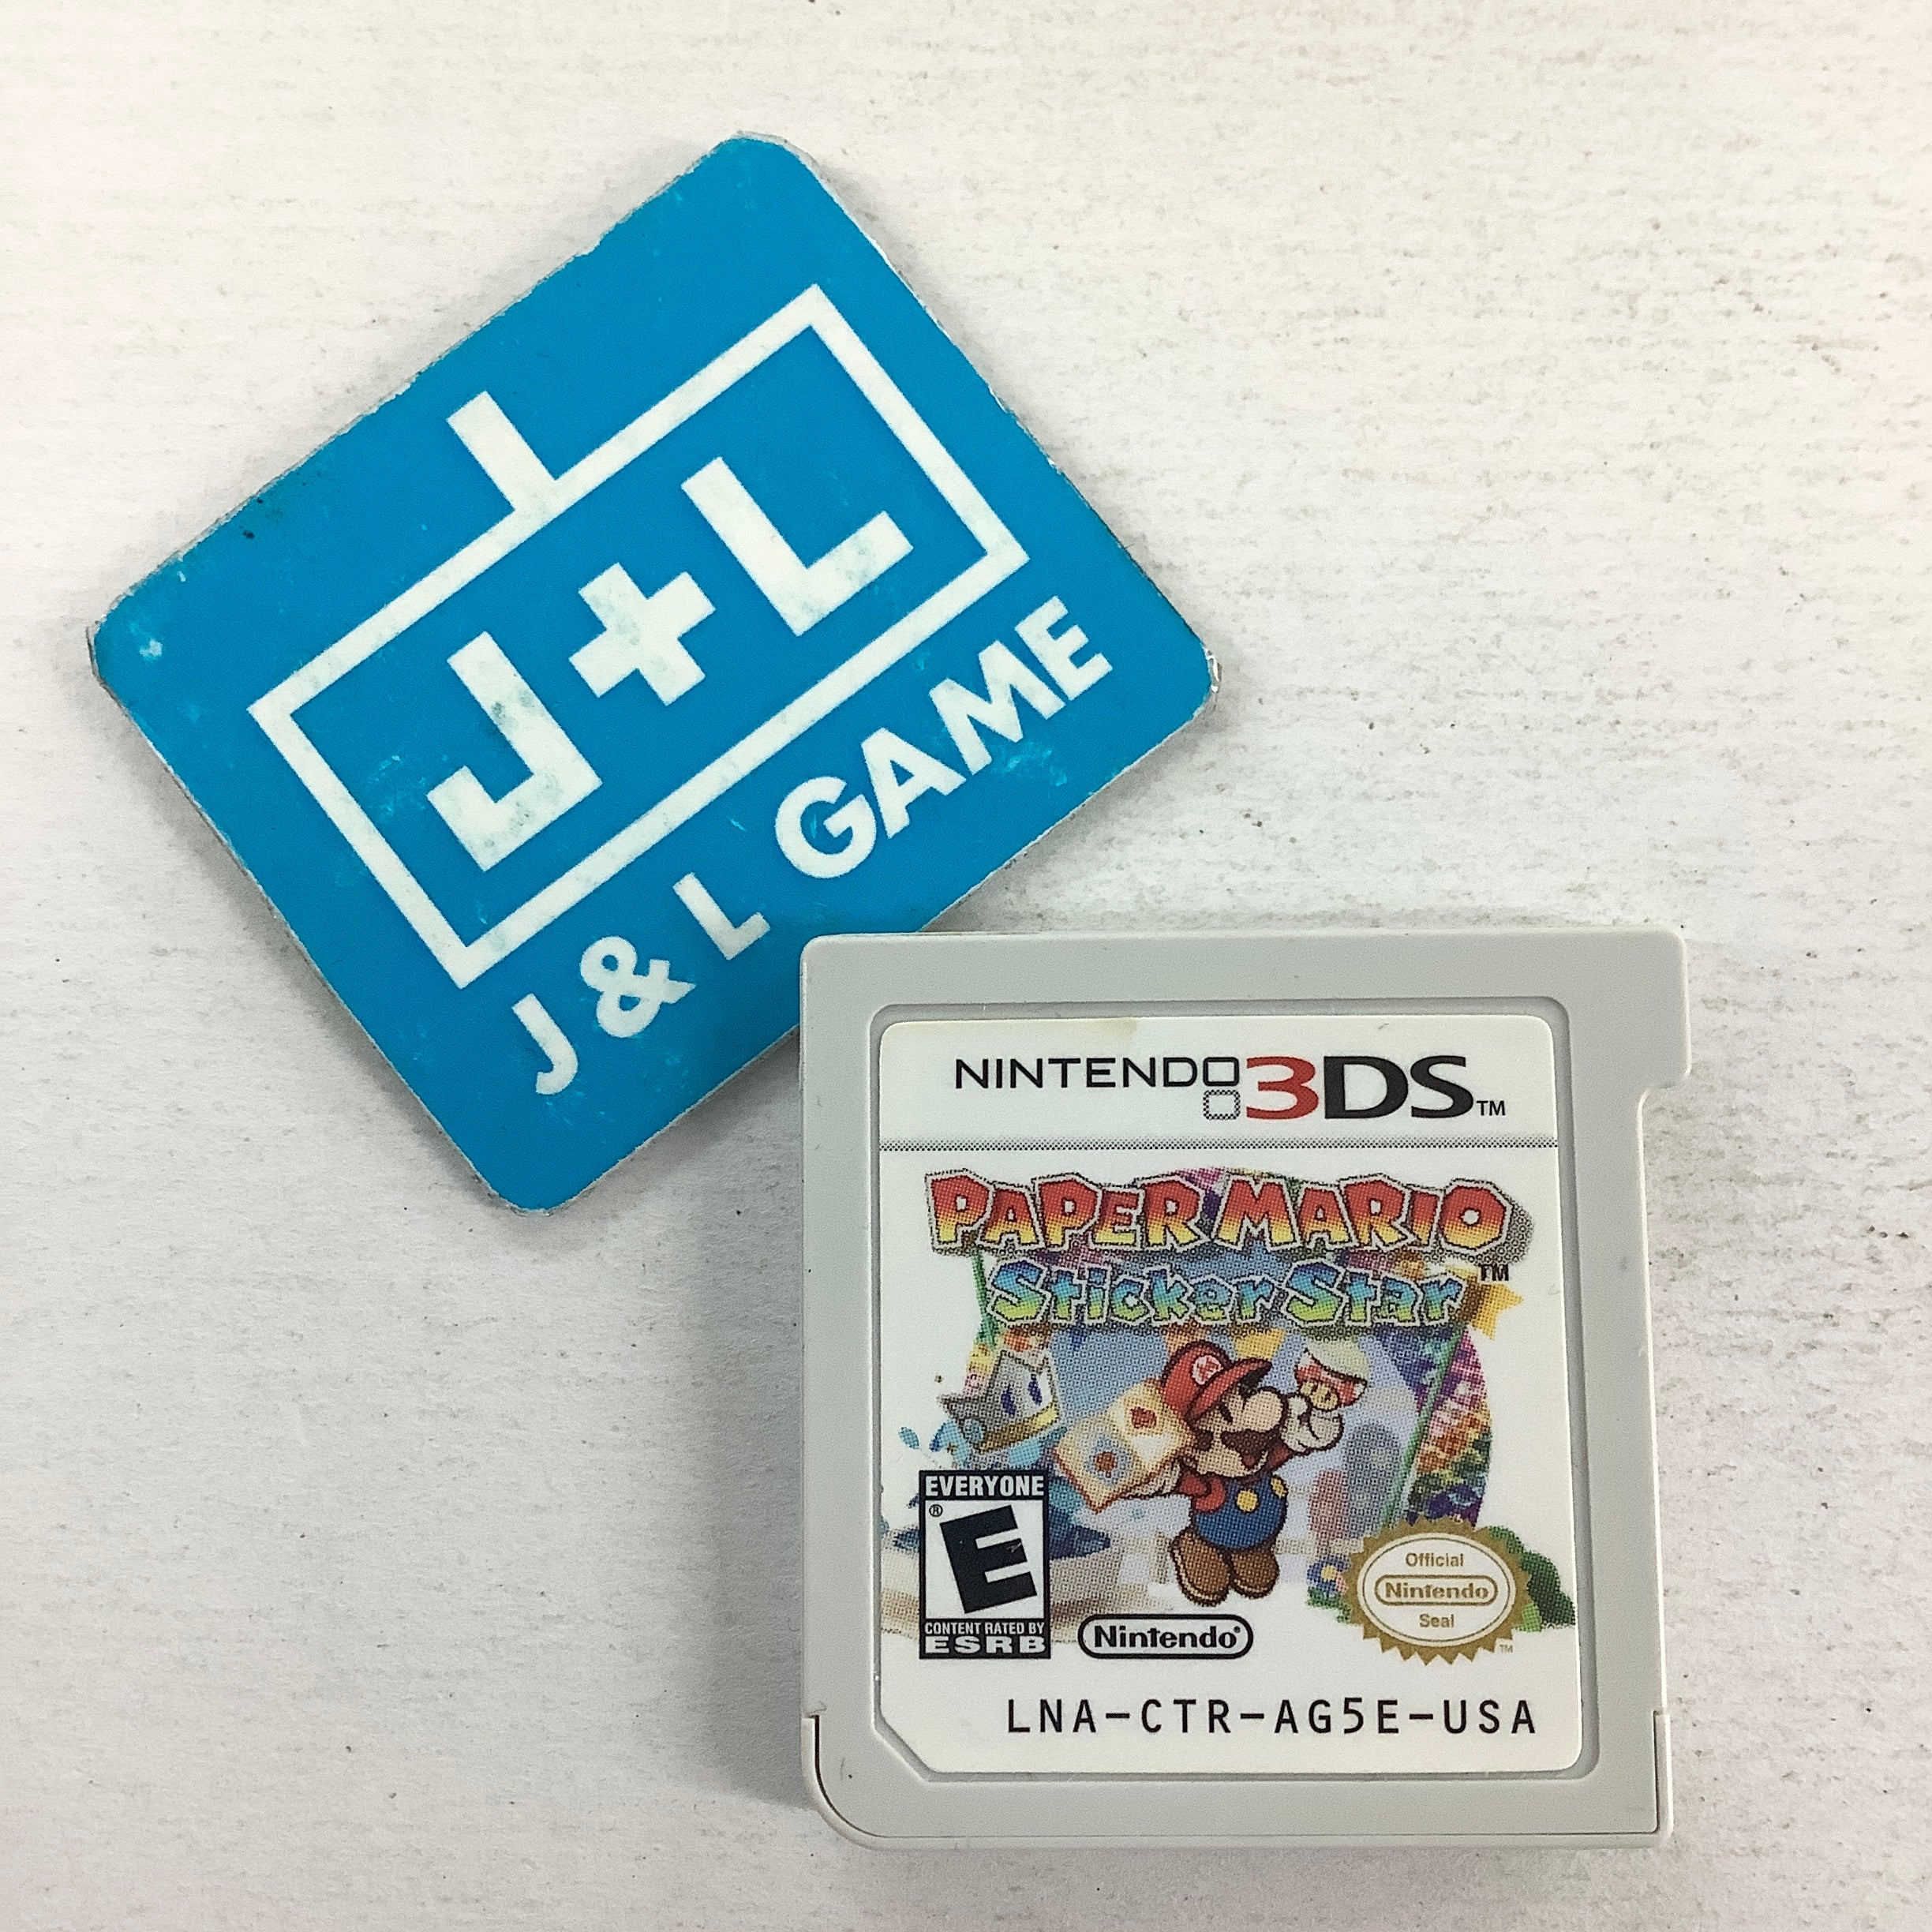 J+L
J & L GAME
NINTENDO 3DS™
PAPER MARIO
Sticker Star™
EVERYONE
E®
CONTENT RATED BY
ESRB
Nintendo®
Official
Nintendo
Seal™
LNA-CTR-AG5E-USA